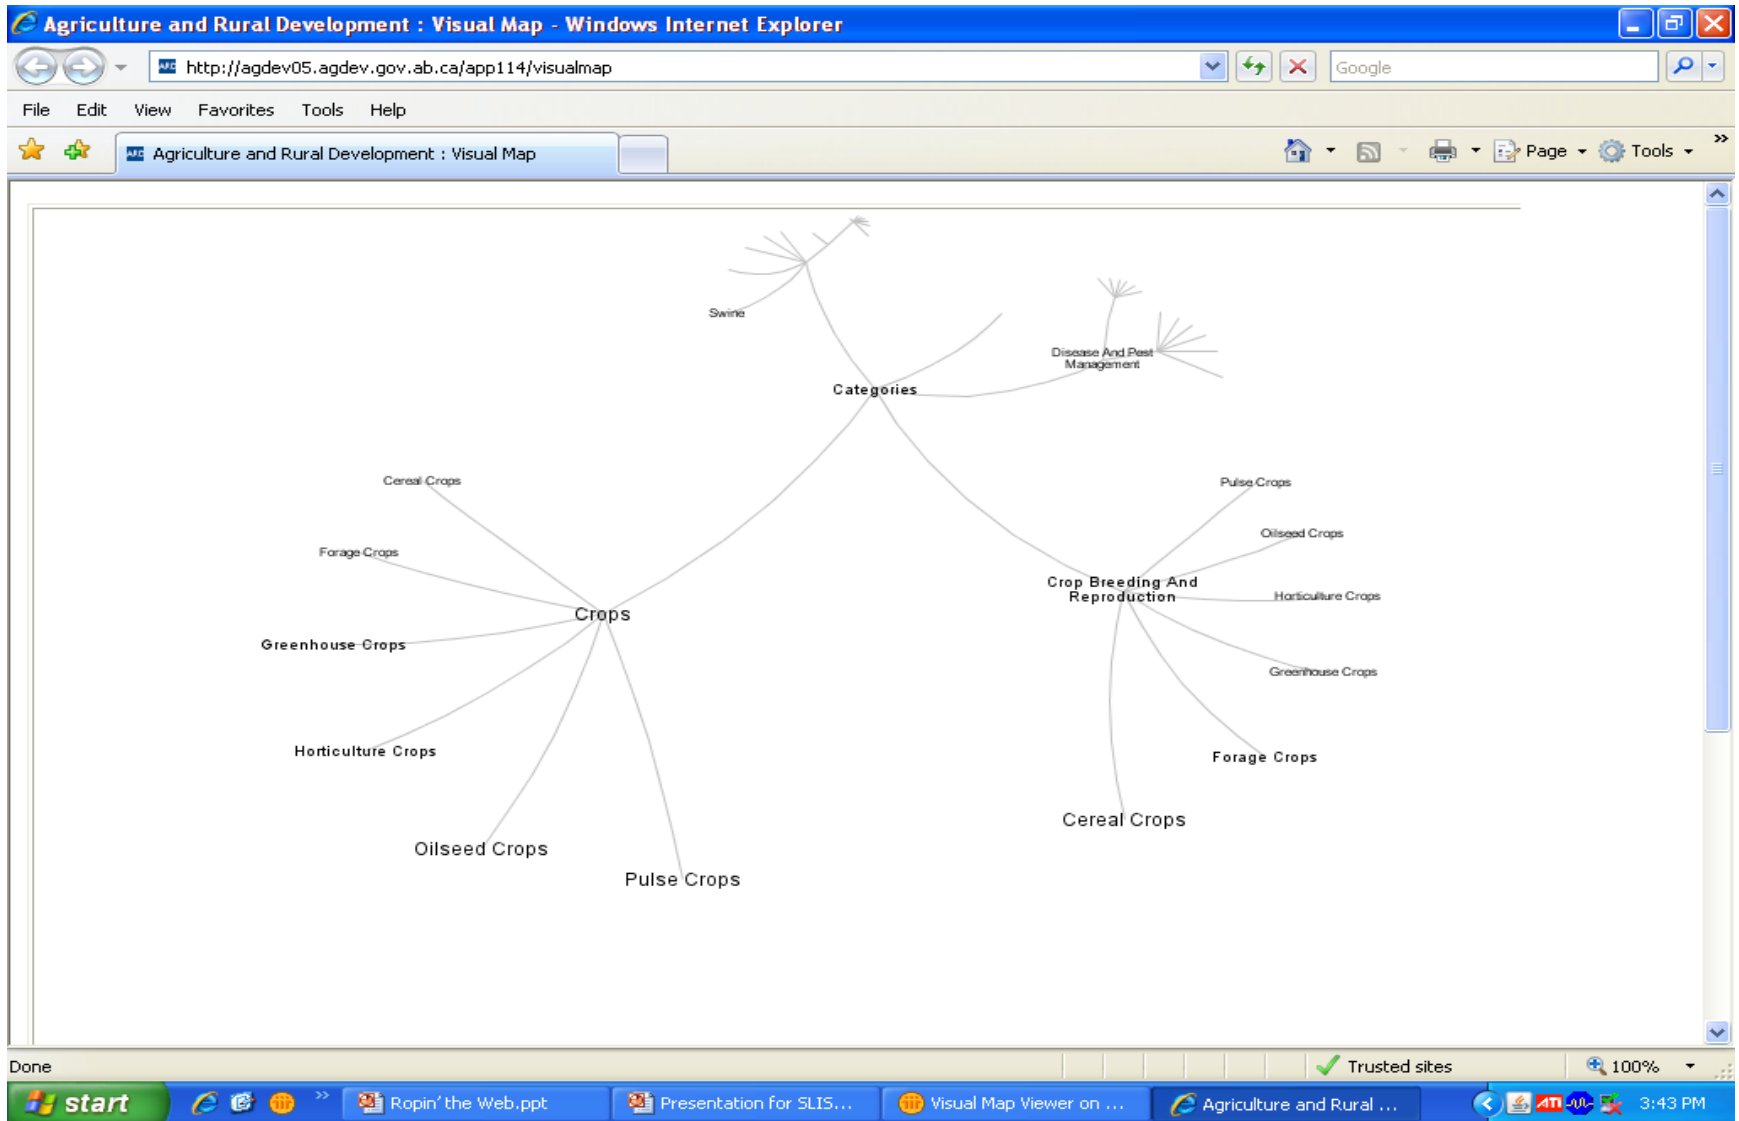 Agriculture and Rural Development : Visual Map - Windows Internet Explorer
http://agdev05.agdev.gov.ab.ca/app114/visualmap
Google
File Edit View Favorites Tools Help
Agriculture and Rural Development : Visual Map
Page Tools »
Swine
Disease And Pest
Management
Categories
Cereal Crops
Pulse Crops
Oilseed Crops
Forage Crops
Crop Breeding And
Reproduction
Horticulture Crops
Crops
Greenhouse Crops
Greenhouse Crops
Horticulture Crops
Forage Crops
Cereal Crops
Oilseed Crops
Pulse Crops
Done
Trusted sites
100%
start
»
Ropin' the Web.ppt
Presentation for SLIS...
Visual Map Viewer on ...
Agriculture and Rural ...
ATI
3:43 PM